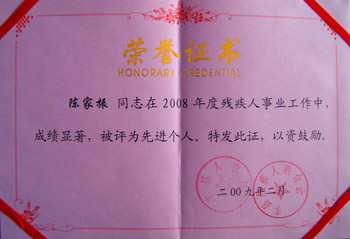 荣誉证书
HONORARY CREDENTIAL
陈家振 同志在2008年度残疾人事业工作中，
成绩显著，被评为先进个人。特发此证，以资鼓励。
二00九年二月